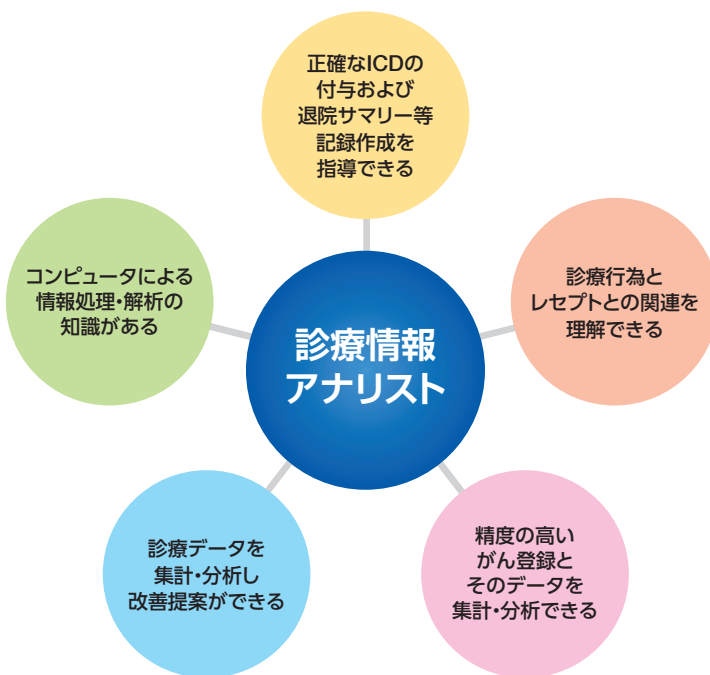 正確なICDの
付与および
退院サマリー等
記録作成を
指導できる
コンピュータによる
情報処理・解析の
知識がある
診療行為と
レセプトとの関連を
理解できる
診療情報
アナリスト
診療データを
集計・分析し
改善提案ができる
精度の高い
がん登録と
そのデータを
集計・分析できる